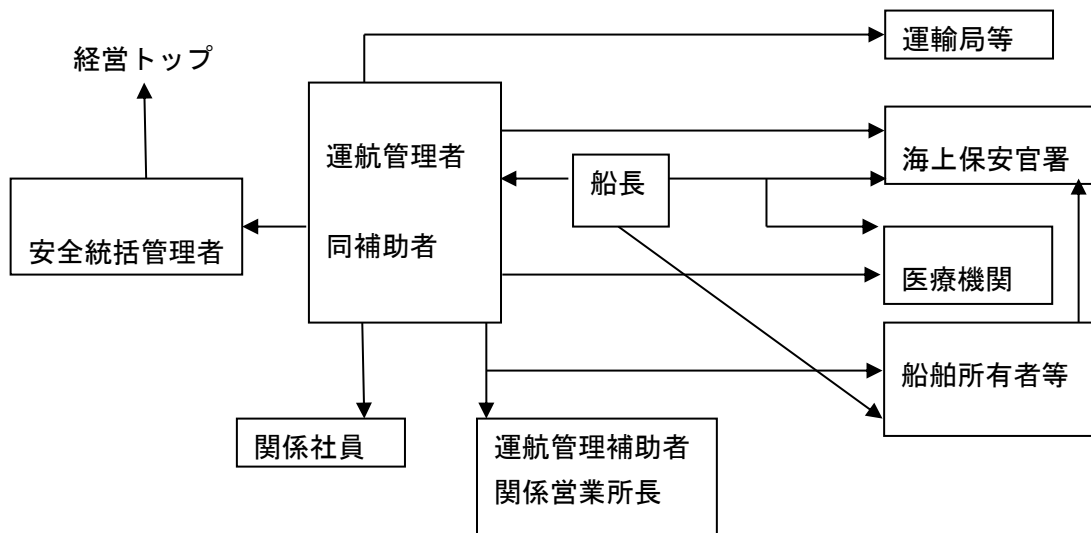 運輸局等
経営トップ
海上保安官署
運航管理者
船長
同補助者
安全統括管理者
医療機関
船舶所有者等
関係社員
運航管理補助者
関係営業所長